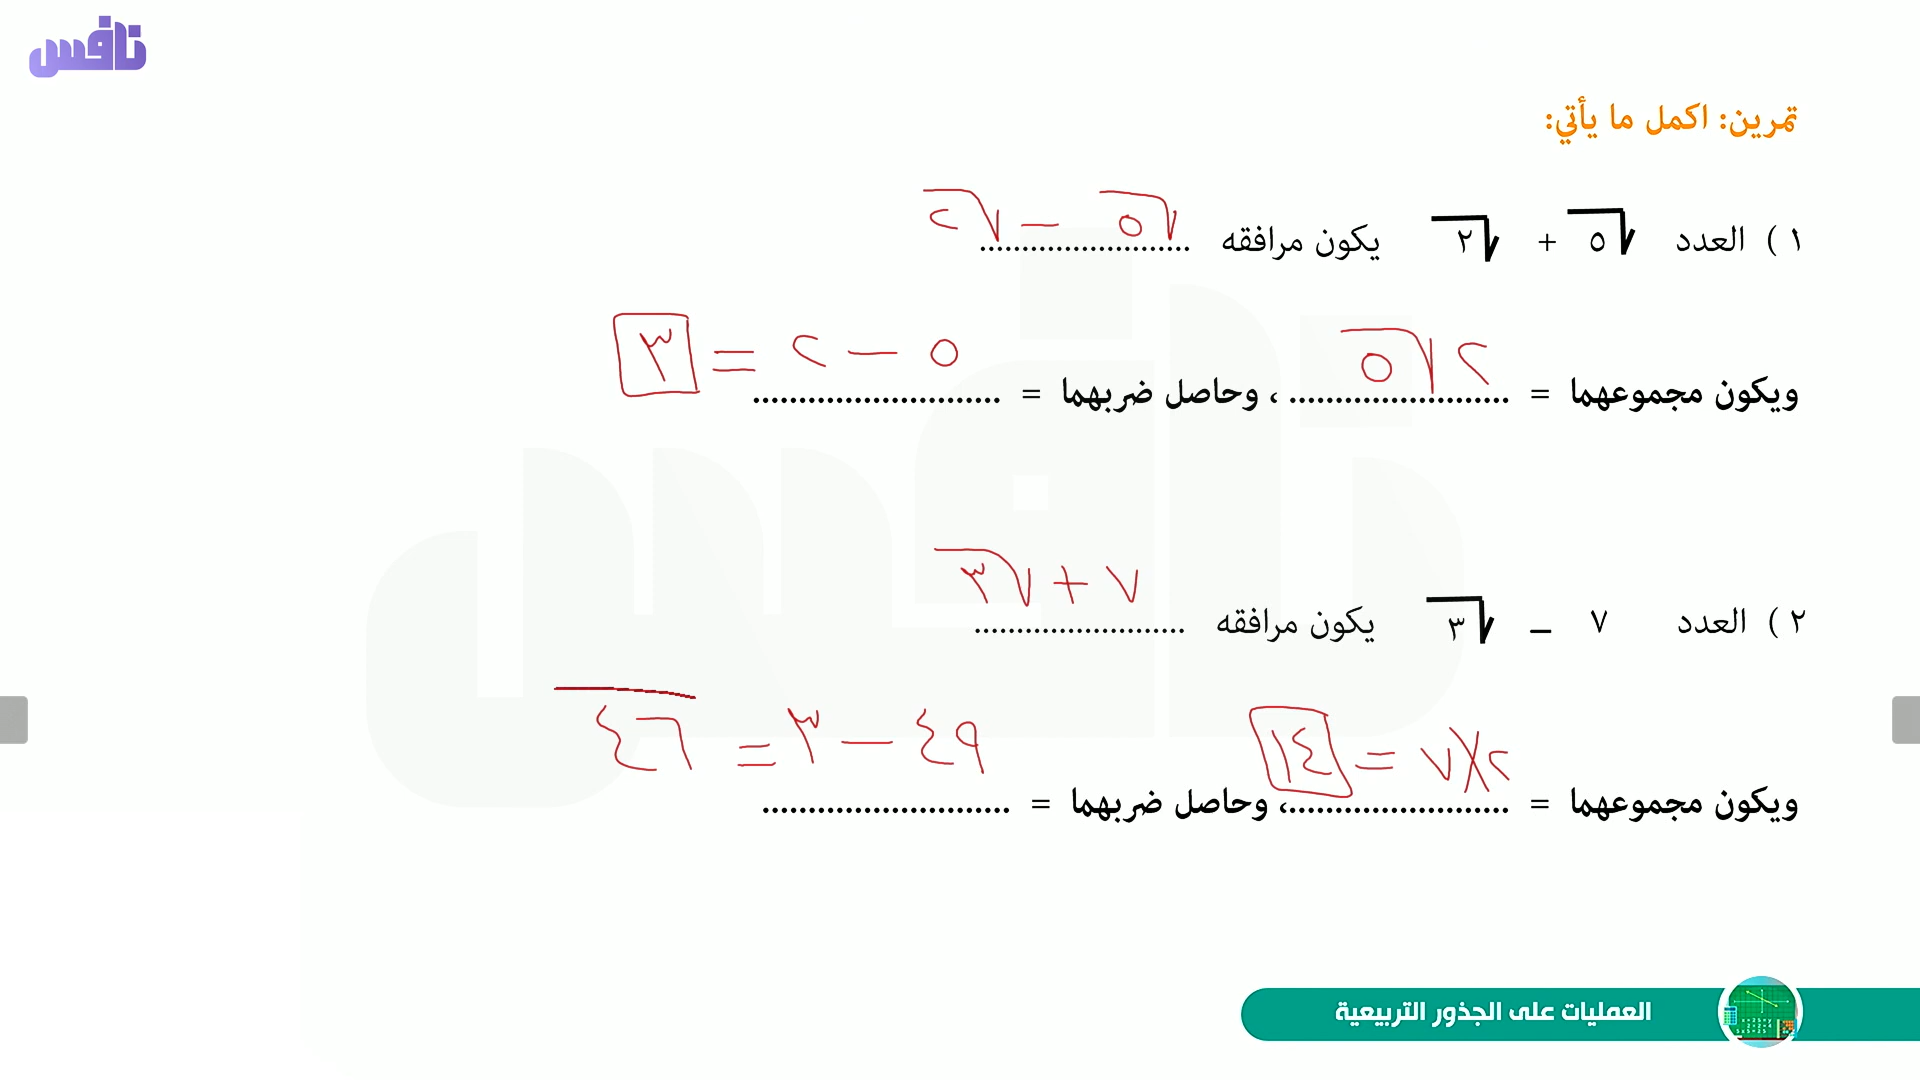 نافس
تمرين: اكمل ما يأتي:
١ ) العدد √٥ + √٢ يكون مرافقه √٥ − √٢ ........................
ويكون مجموعهما = ٢√٥ ........................ ، وحاصل ضربهما = ٥ − ٢ = ٣ ...........................
٢ ) العدد ٧ − √٣ يكون مرافقه ٧ + √٣ ........................
ويكون مجموعهما = ٢×٧ = ١٤ ........................، وحاصل ضربهما = ٤٩ − ٣ = ٤٦ ...........................
العمليات على الجذور التربيعية